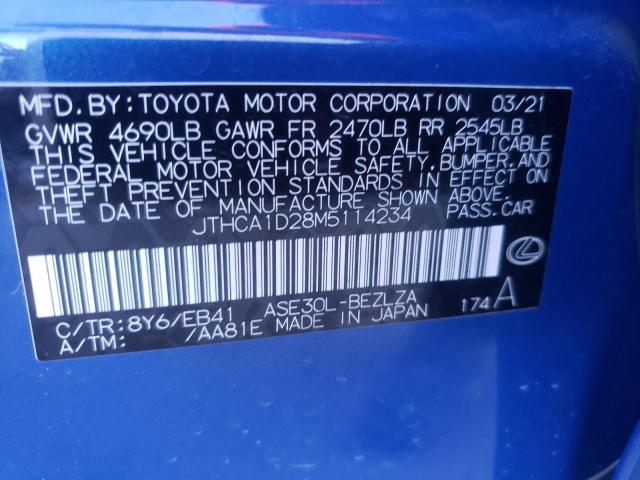 MFD. BY: TOYOTA MOTOR CORPORATION 03/21
GVWR 4690LB GAWR FR 2470LB RR 2545LB
THIS VEHICLE CONFORMS TO ALL APPLICABLE
FEDERAL MOTOR VEHICLE SAFETY, BUMPER, AND
THEFT PREVENTION STANDARDS IN EFFECT ON
THE DATE OF MANUFACTURE SHOWN ABOVE.
JTHCA1D28M5114234 PASS. CAR
C/TR: 8Y6/EB41 ASE30L-BEZLZA 174 A
A/TM: /AA81E MADE IN JAPAN